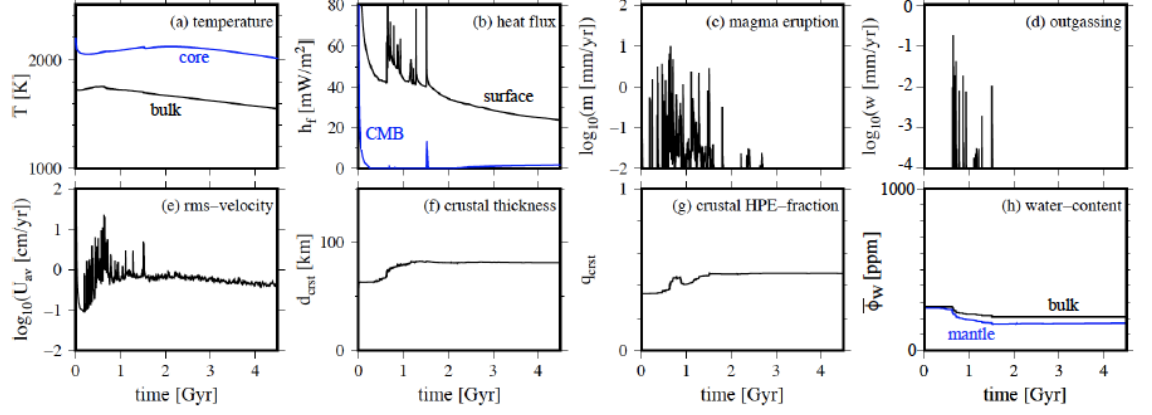 (a) temperature
T [K]
2000
1000
core
bulk
(b) heat flux
h_f [mW/m²]
80
60
40
20
0
surface
CMB
(c) magma eruption
log₁₀(m [mm/yr])
2
1
0
-1
-2
(d) outgassing
log₁₀(w [mm/yr])
0
-1
-2
-3
-4
(e) rms-velocity
log₁₀(U_av [cm/yr])
2
1
0
-1
-2
0 1 2 3 4
time [Gyr]
(f) crustal thickness
d_crst [km]
100
0
0 1 2 3 4
time [Gyr]
(g) crustal HPE-fraction
q_crst
1
0
0 1 2 3 4
time [Gyr]
(h) water-content
ϕ̅_W [ppm]
1000
0
bulk
mantle
0 1 2 3 4
time [Gyr]